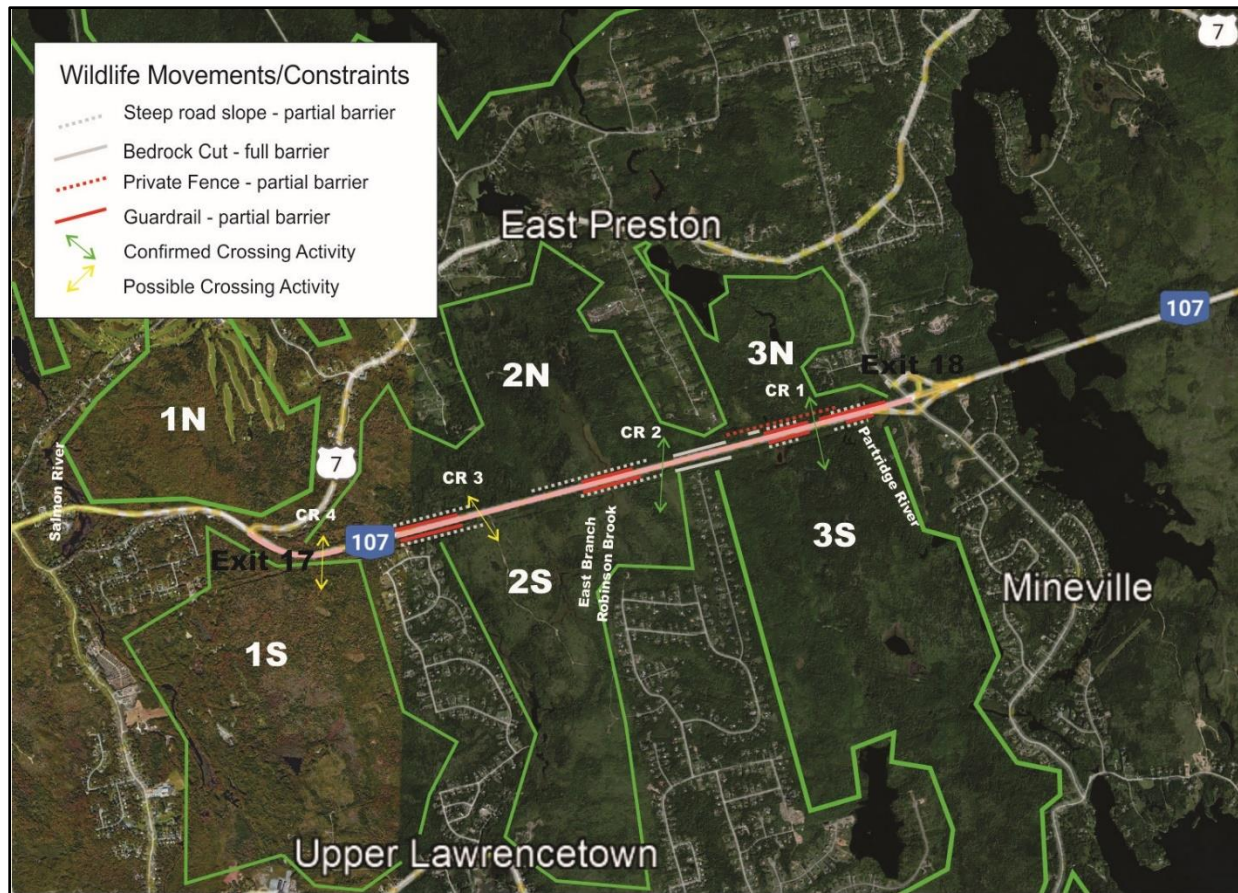 7
Wildlife Movements/Constraints
Steep road slope - partial barrier
Bedrock Cut - full barrier
Private Fence - partial barrier
Guardrail - partial barrier
Confirmed Crossing Activity
Possible Crossing Activity
East Preston
107
3N
2N
Exit 18
CR 1
1N
CR 2
Partridge River
7
CR 3
Salmon River
CR 4
107
Exit 17
East Branch
Robinson Brook
3S
2S
Mineville
1S
Upper Lawrencetown